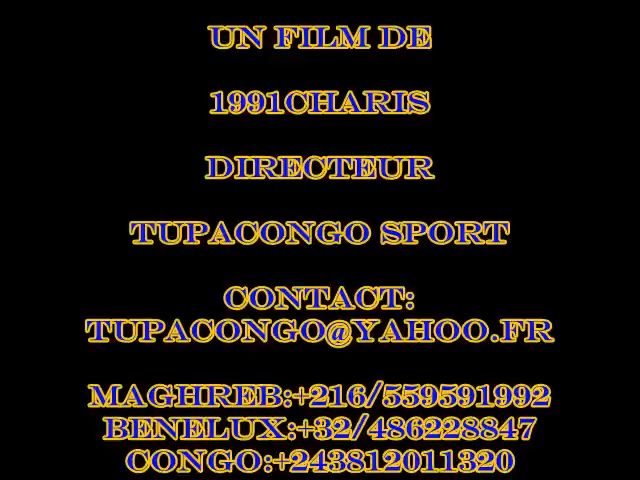 UN FILM DE
1991CHARIS
DIRECTEUR
TUPACONGO SPORT
CONTACT:
TUPACONGO@YAHOO.FR
MAGHREB:+216/559591992
BENELUX:+32/486228847
CONGO:+243812011320